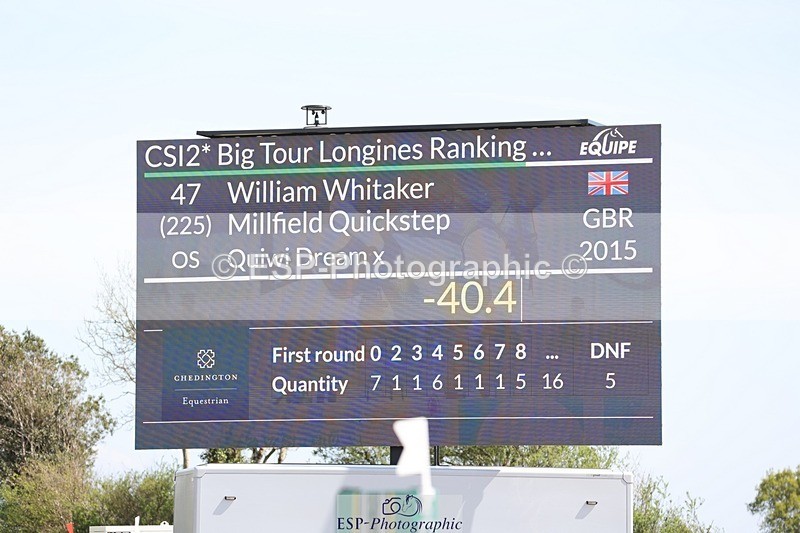 CSI2* Big Tour Longines Ranking ... EQUIPE
47 William Whitaker
(225) Millfield Quickstep GBR
OS Quiwi Dream x 2015
© ESP-Photographic ©
-40.4
First round 0 2 3 4 5 6 7 8 ... DNF
Quantity 7 1 1 6 1 1 1 5 16 5
CHEDINGTON
Equestrian
ESP-Photographic